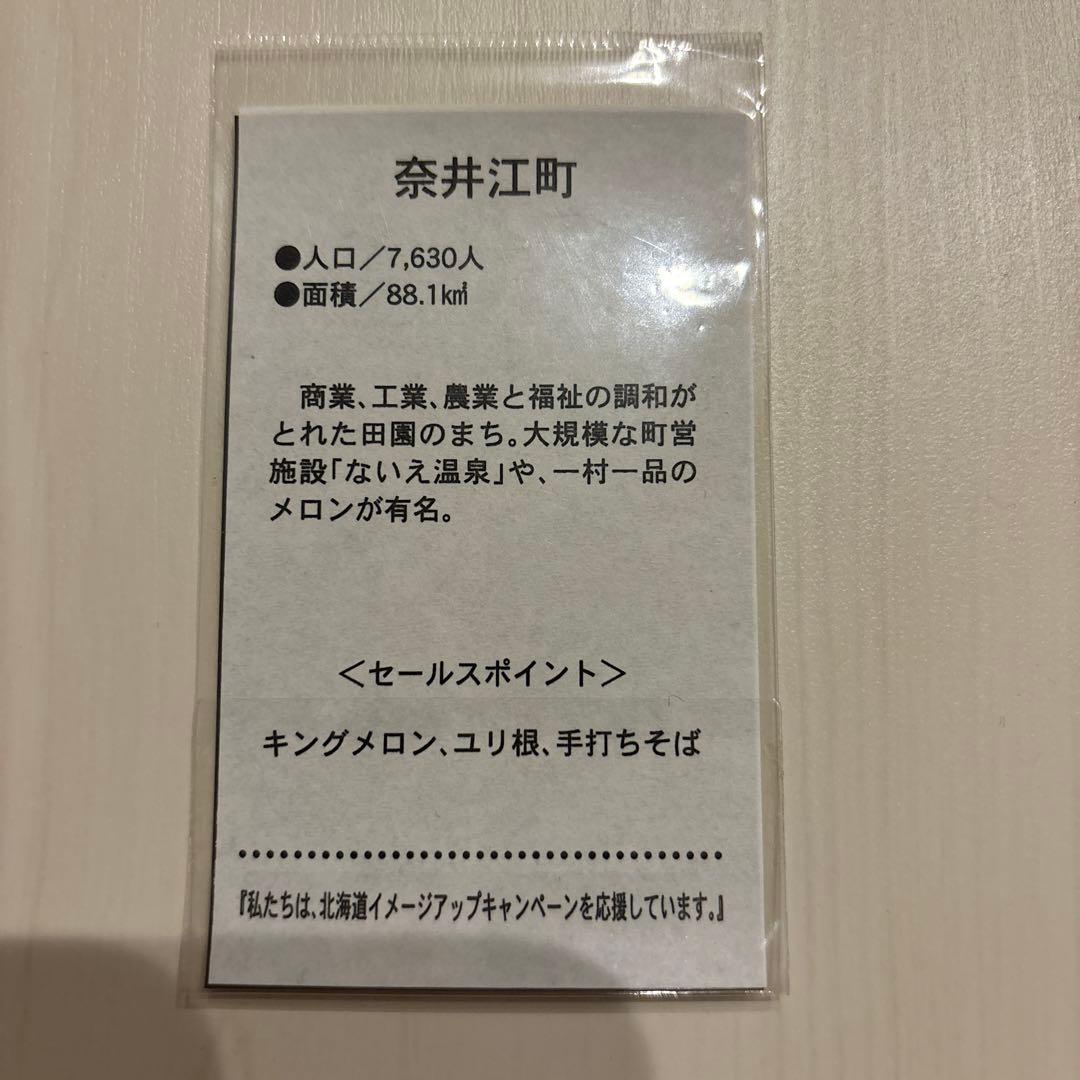 奈井江町
●人口／7,630人
●面積／88.1㎢
商業、工業、農業と福祉の調和が
とれた田園のまち。大規模な町営
施設「ないえ温泉」や、一村一品の
メロンが有名。
＜セールスポイント＞
キングメロン、ユリ根、手打ちそば
『私たちは、北海道イメージアップキャンペーンを応援しています。』